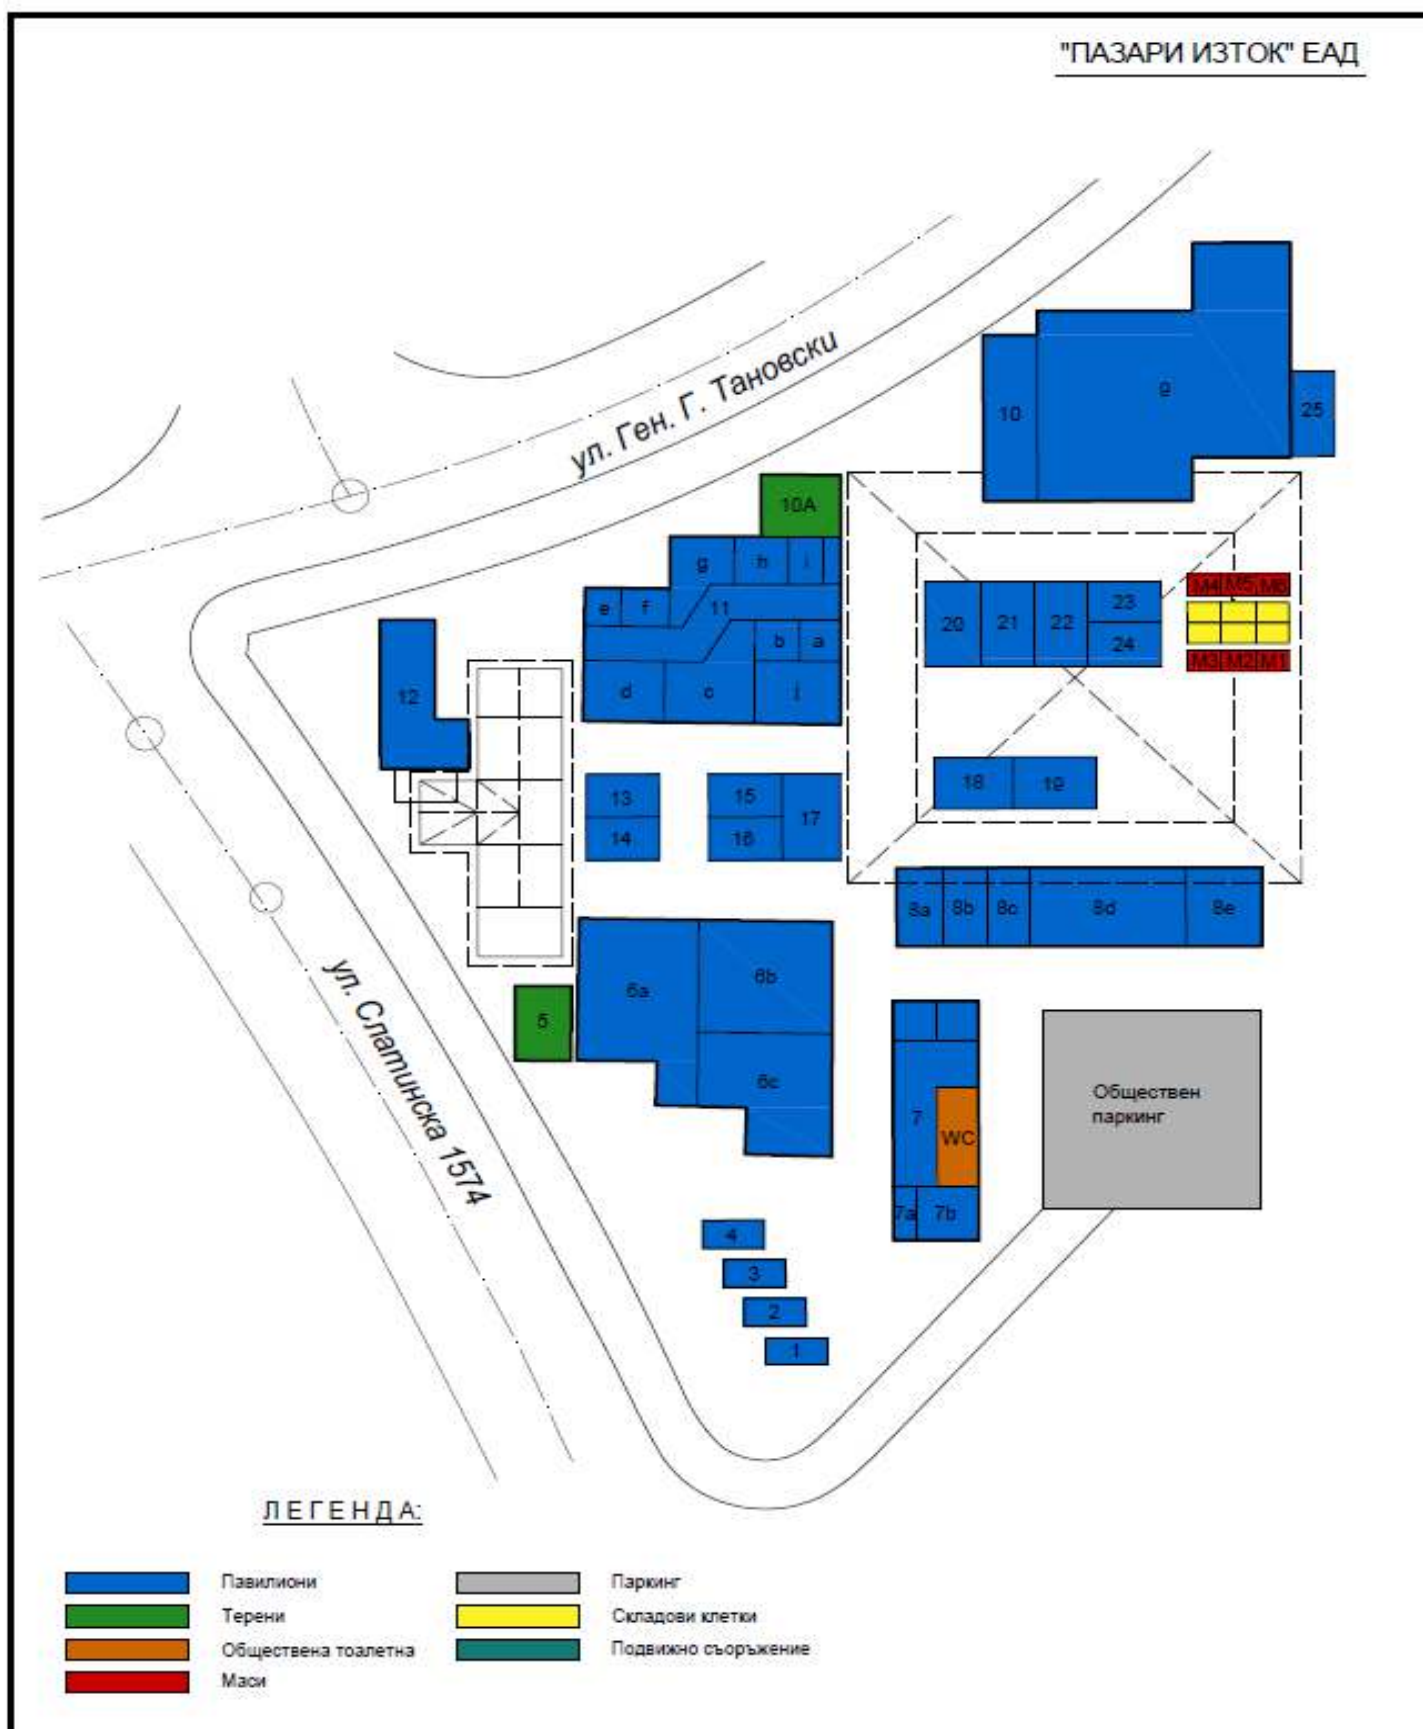 "ПАЗАРИ ИЗТОК" ЕАД
ул. Ген. Г. Тановски
9
10
25
10A
g
h
i
e
f
11
b
a
d
c
j
20
21
22
23
24
M4 M5 M6
M3 M2 M1
12
13
14
15
16
17
18
19
8a
8b
8c
8d
8e
6a
6b
6c
5
ул. Слатинска 1574
7
WC
7a
7b
Обществен
паркинг
4
3
2
1
ЛЕГЕНДА:
Павилиони
Терени
Обществена тоалетна
Маси
Паркинг
Складови клетки
Подвижно съоръжение